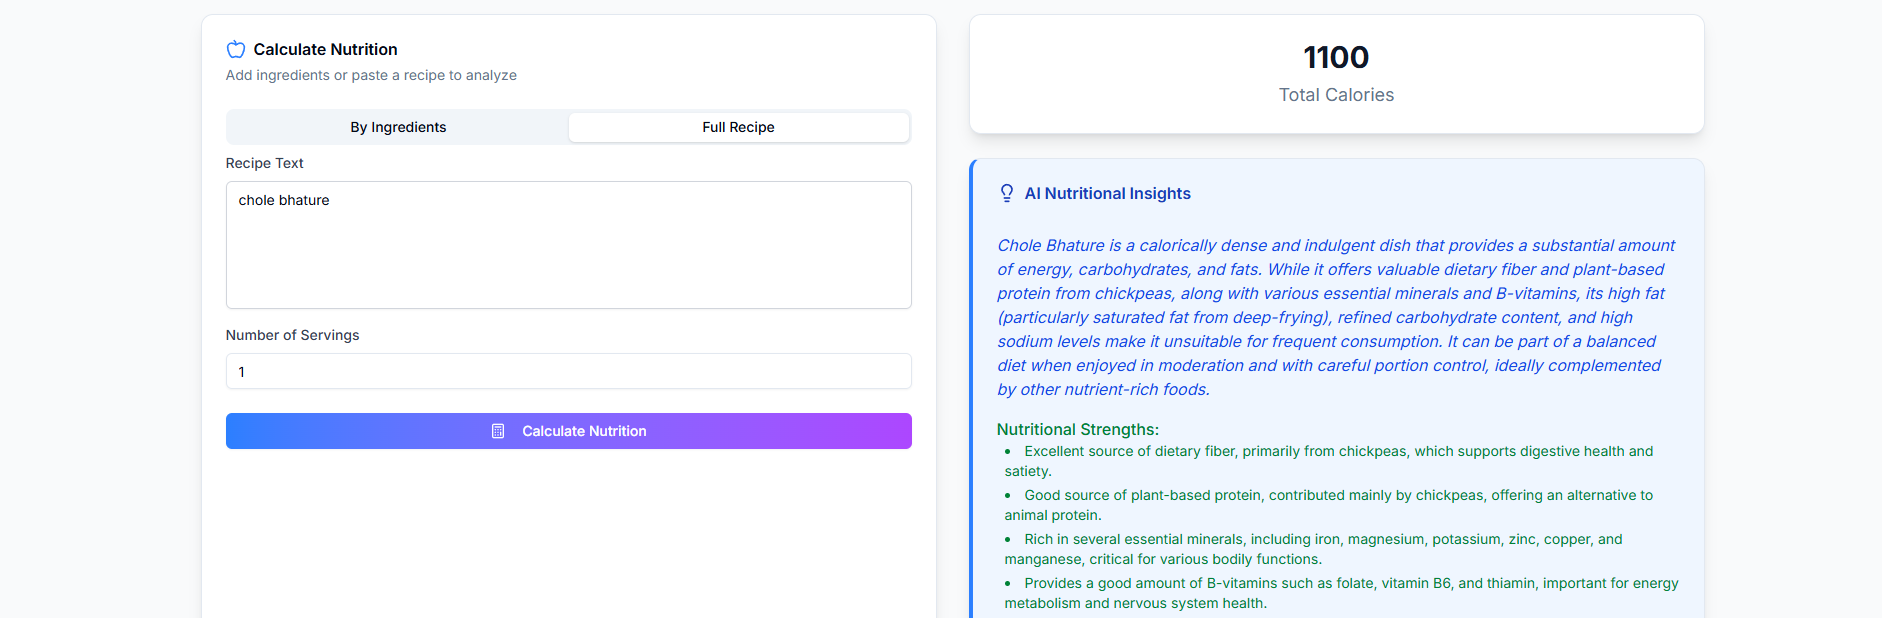 Calculate Nutrition
Add ingredients or paste a recipe to analyze
By Ingredients
Full Recipe
Recipe Text
chole bhature
Number of Servings
1
Calculate Nutrition
1100
Total Calories
AI Nutritional Insights
Chole Bhature is a calorically dense and indulgent dish that provides a substantial amount
of energy, carbohydrates, and fats. While it offers valuable dietary fiber and plant-based
protein from chickpeas, along with various essential minerals and B-vitamins, its high fat
(particularly saturated fat from deep-frying), refined carbohydrate content, and high
sodium levels make it unsuitable for frequent consumption. It can be part of a balanced
diet when enjoyed in moderation and with careful portion control, ideally complemented
by other nutrient-rich foods.
Nutritional Strengths:
• Excellent source of dietary fiber, primarily from chickpeas, which supports digestive health and
satiety.
• Good source of plant-based protein, contributed mainly by chickpeas, offering an alternative to
animal protein.
• Rich in several essential minerals, including iron, magnesium, potassium, zinc, copper, and
manganese, critical for various bodily functions.
• Provides a good amount of B-vitamins such as folate, vitamin B6, and thiamin, important for energy
metabolism and nervous system health.